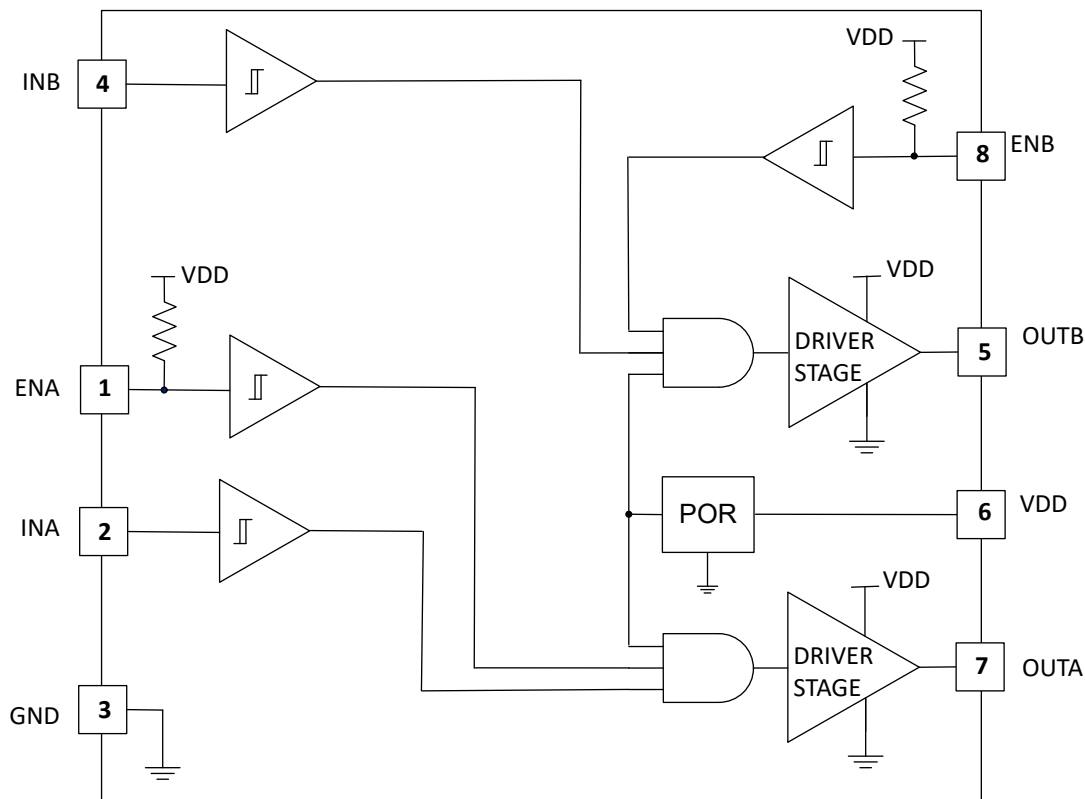 VDD
INB
4
8
ENB
VDD
VDD
DRIVER
STAGE
5
OUTB
ENA
1
INA
2
POR
6
VDD
VDD
DRIVER
STAGE
7
OUTA
GND
3